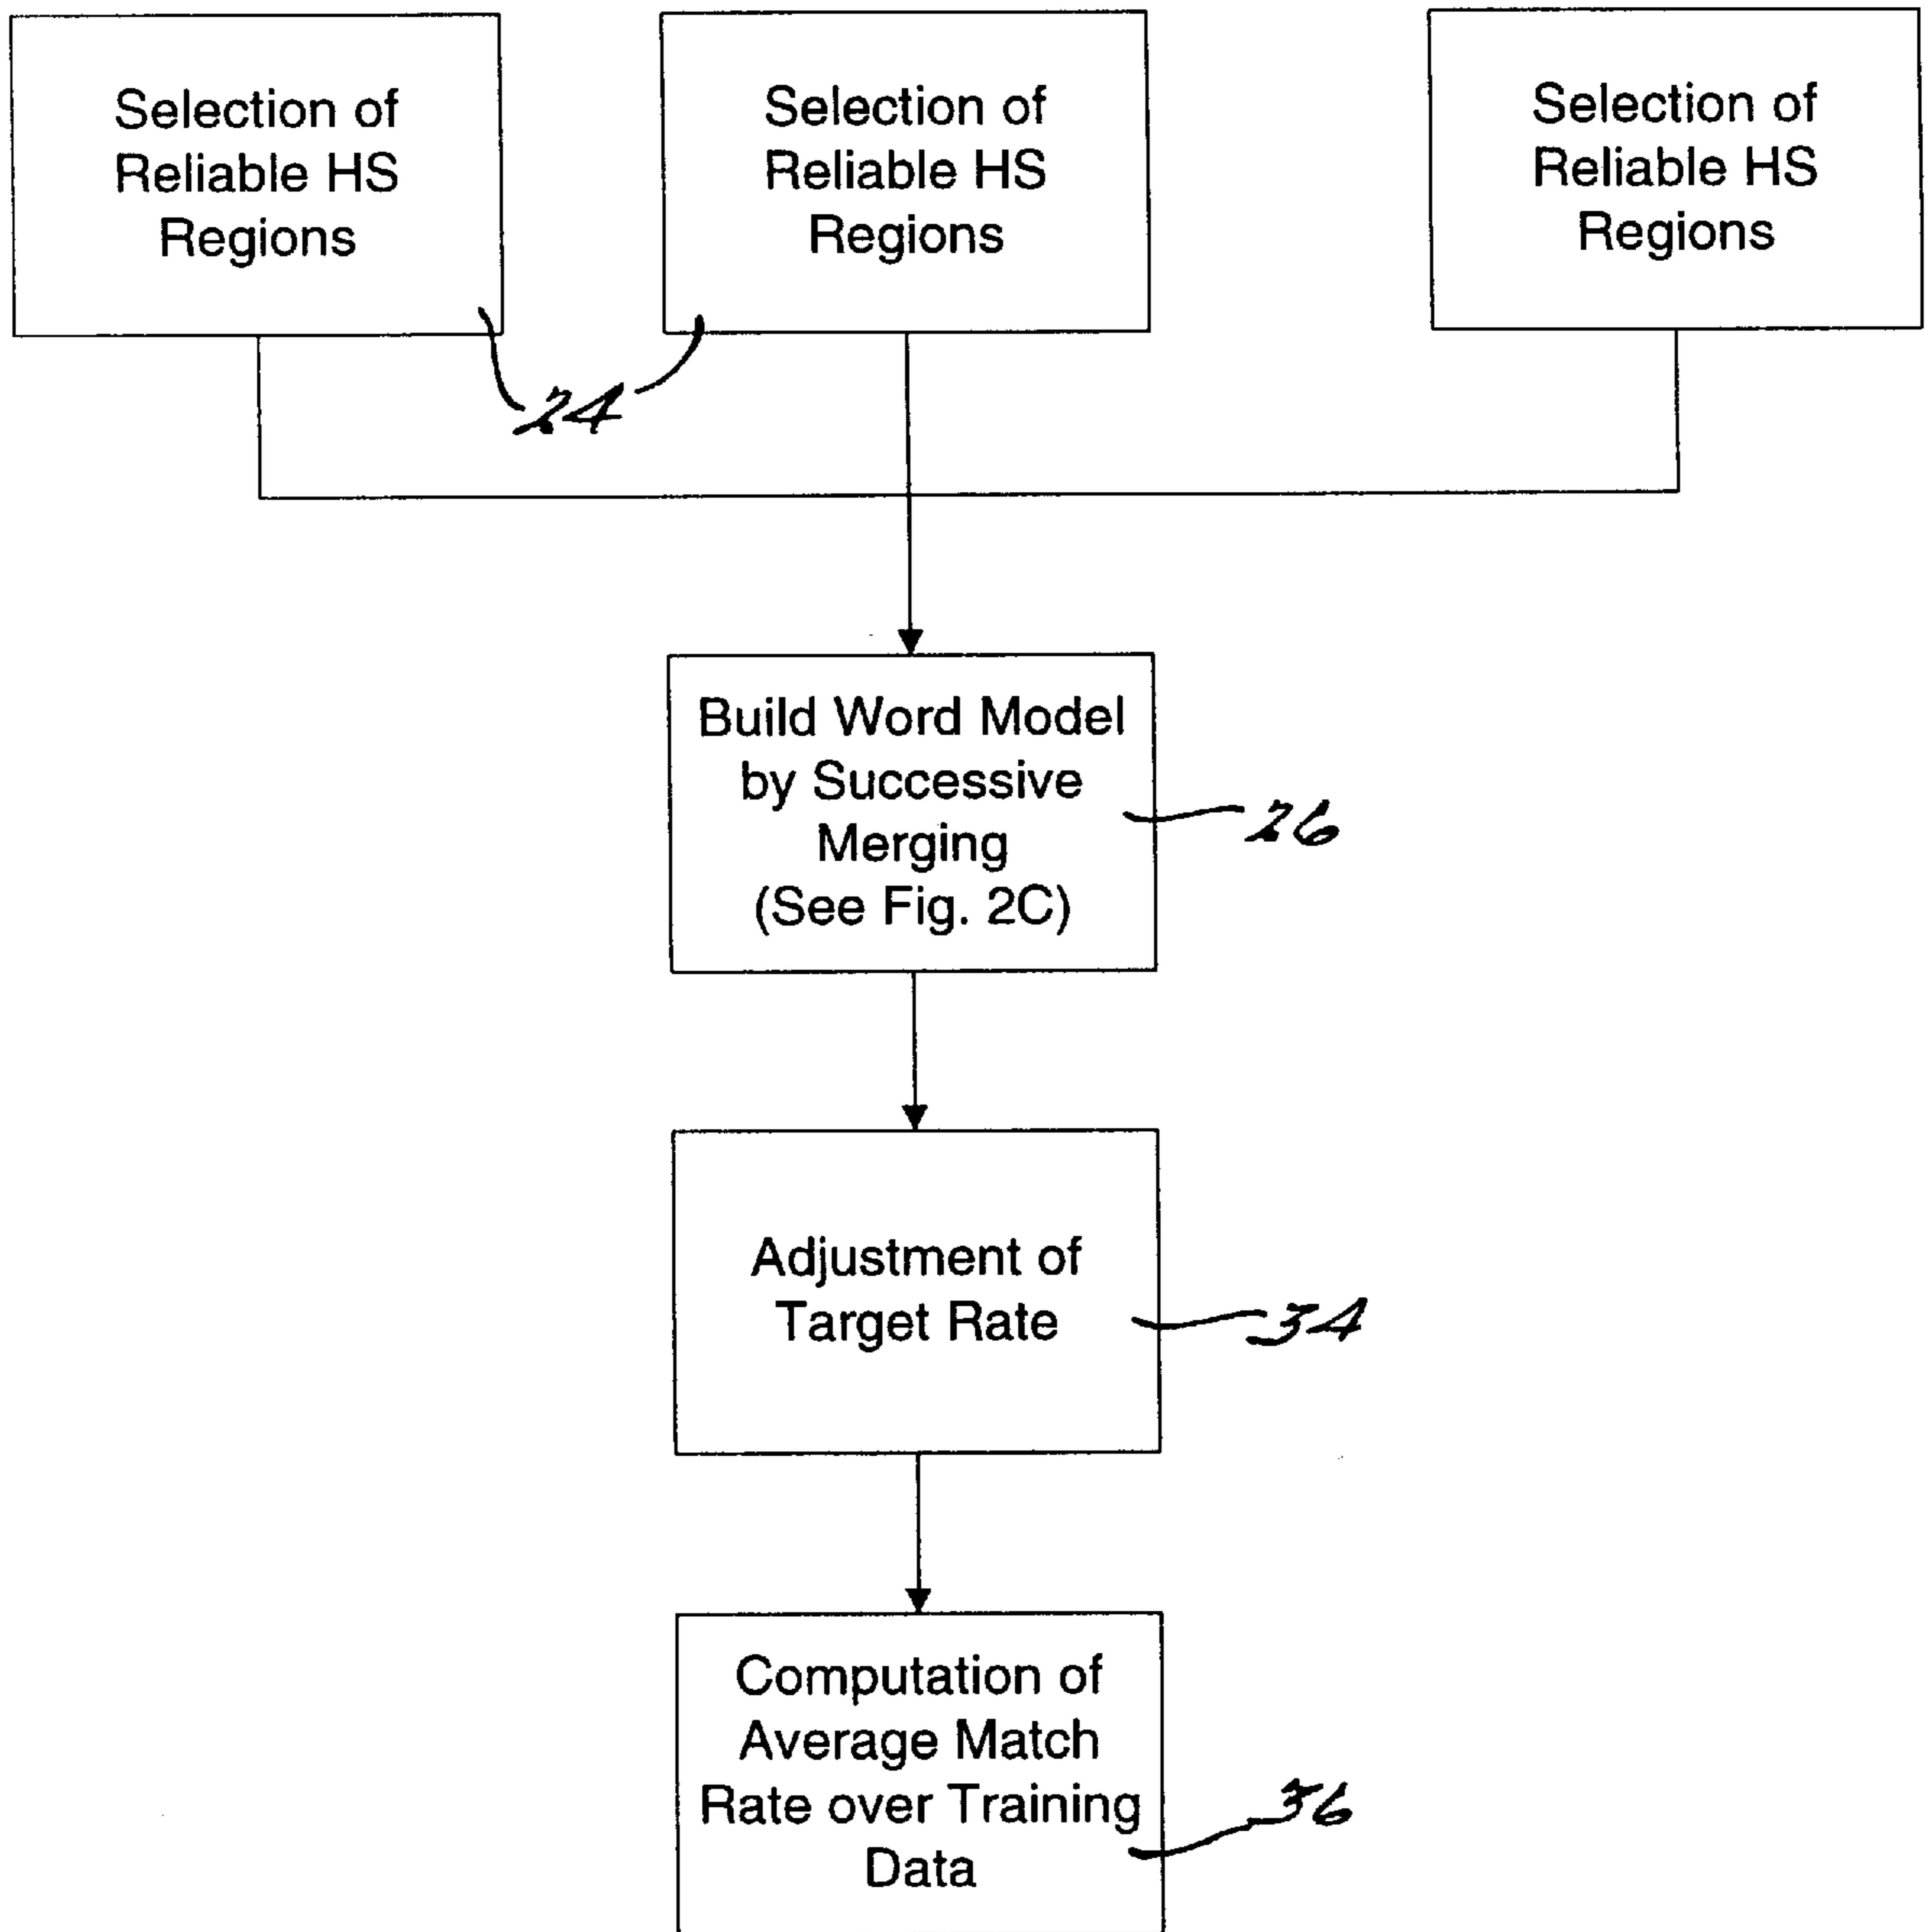 Selection of
Reliable HS
Regions
Selection of
Reliable HS
Regions
Selection of
Reliable HS
Regions
24
Build Word Model
by Successive
Merging
(See Fig. 2C)
26
Adjustment of
Target Rate
34
Computation of
Average Match
Rate over Training
Data
36